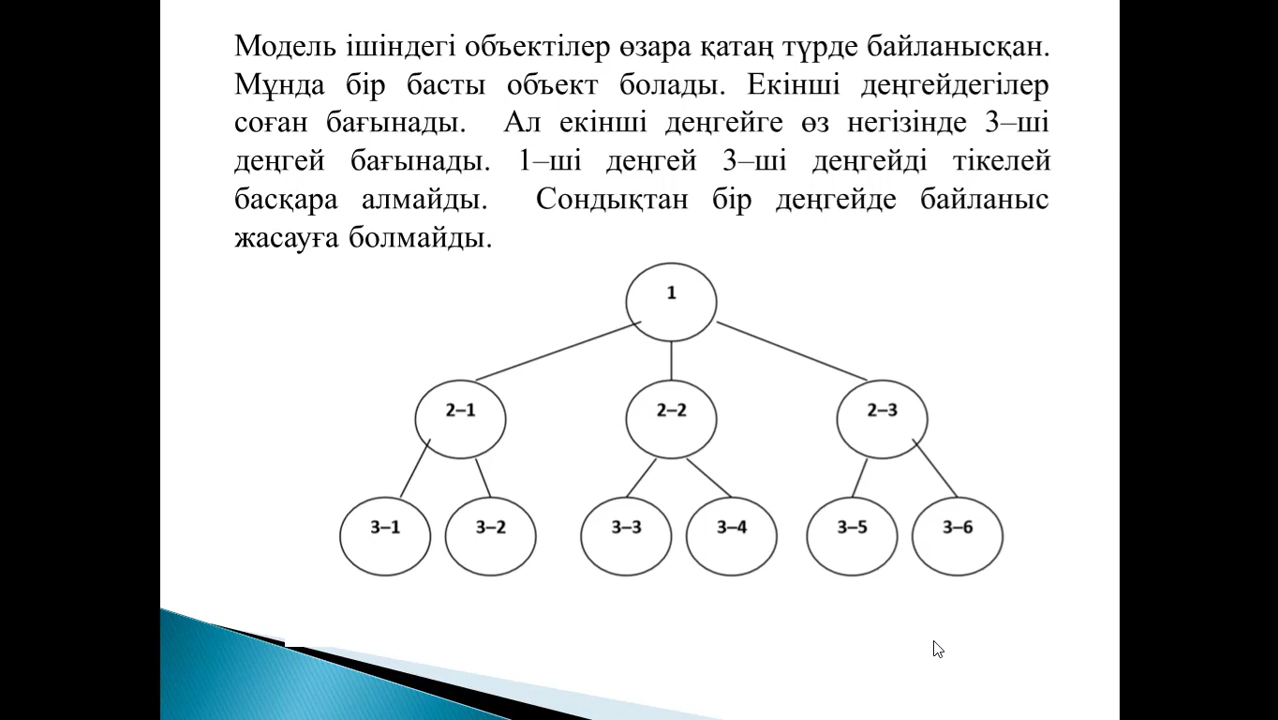 Модель ішіндегі объектілер өзара қатаң түрде байланысқан.
Мұнда бір басты объект болады. Екінші деңгейдегілер
соған бағынады. Ал екінші деңгейге өз негізінде 3–ші
деңгей бағынады. 1–ші деңгей 3–ші деңгейді тікелей
басқара алмайды. Сондықтан бір деңгейде байланыс
жасауға болмайды.
1
2–1 2–2 2–3
3–1 3–2 3–3 3–4 3–5 3–6